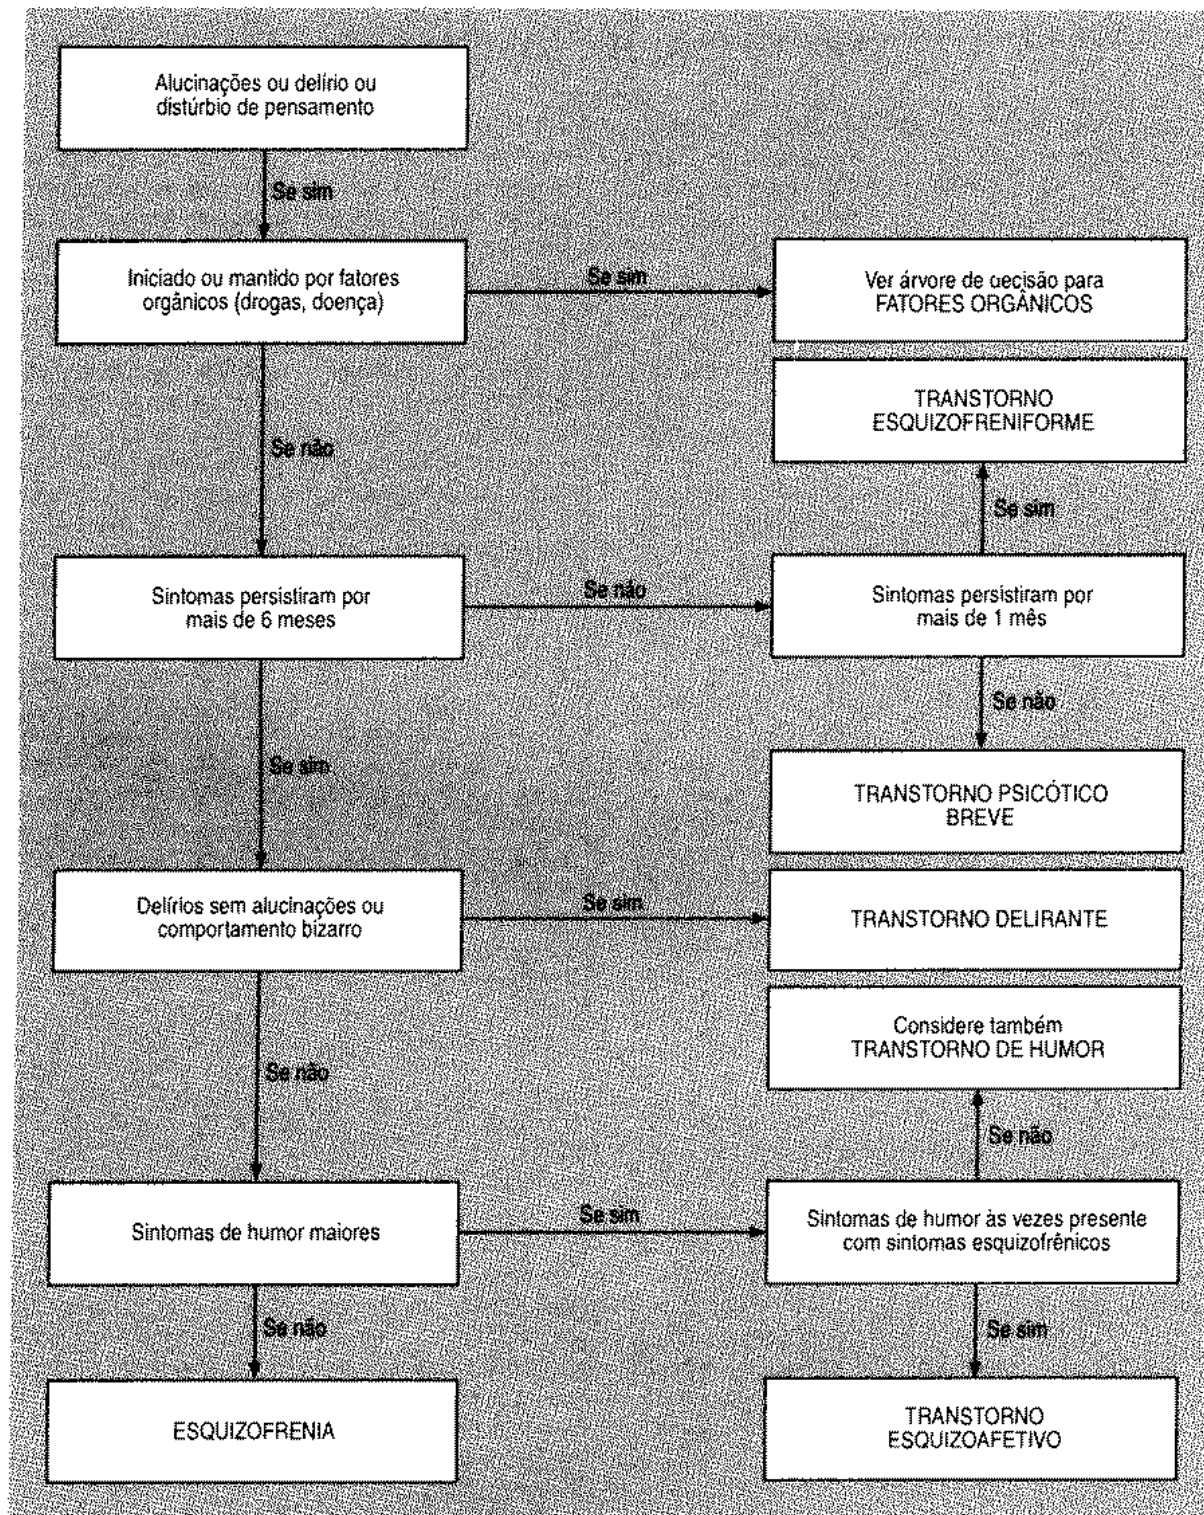 Alucinações ou delírio ou
distúrbio de pensamento
Se sim
Iniciado ou mantido por fatores
orgânicos (drogas, doença)
Se sim
Ver árvore de decisão para
FATORES ORGÂNICOS
TRANSTORNO
ESQUIZOFRENIFORME
Se não
Se sim
Sintomas persistiram por
mais de 6 meses
Se não
Sintomas persistiram por
mais de 1 mês
Se não
Se sim
TRANSTORNO PSICÓTICO
BREVE
Delírios sem alucinações ou
comportamento bizarro
Se sim
TRANSTORNO DELIRANTE
Considere também
TRANSTORNO DE HUMOR
Se não
Se não
Sintomas de humor maiores
Se sim
Sintomas de humor às vezes presente
com sintomas esquizofrênicos
Se não
Se sim
ESQUIZOFRENIA
TRANSTORNO
ESQUIZOAFETIVO